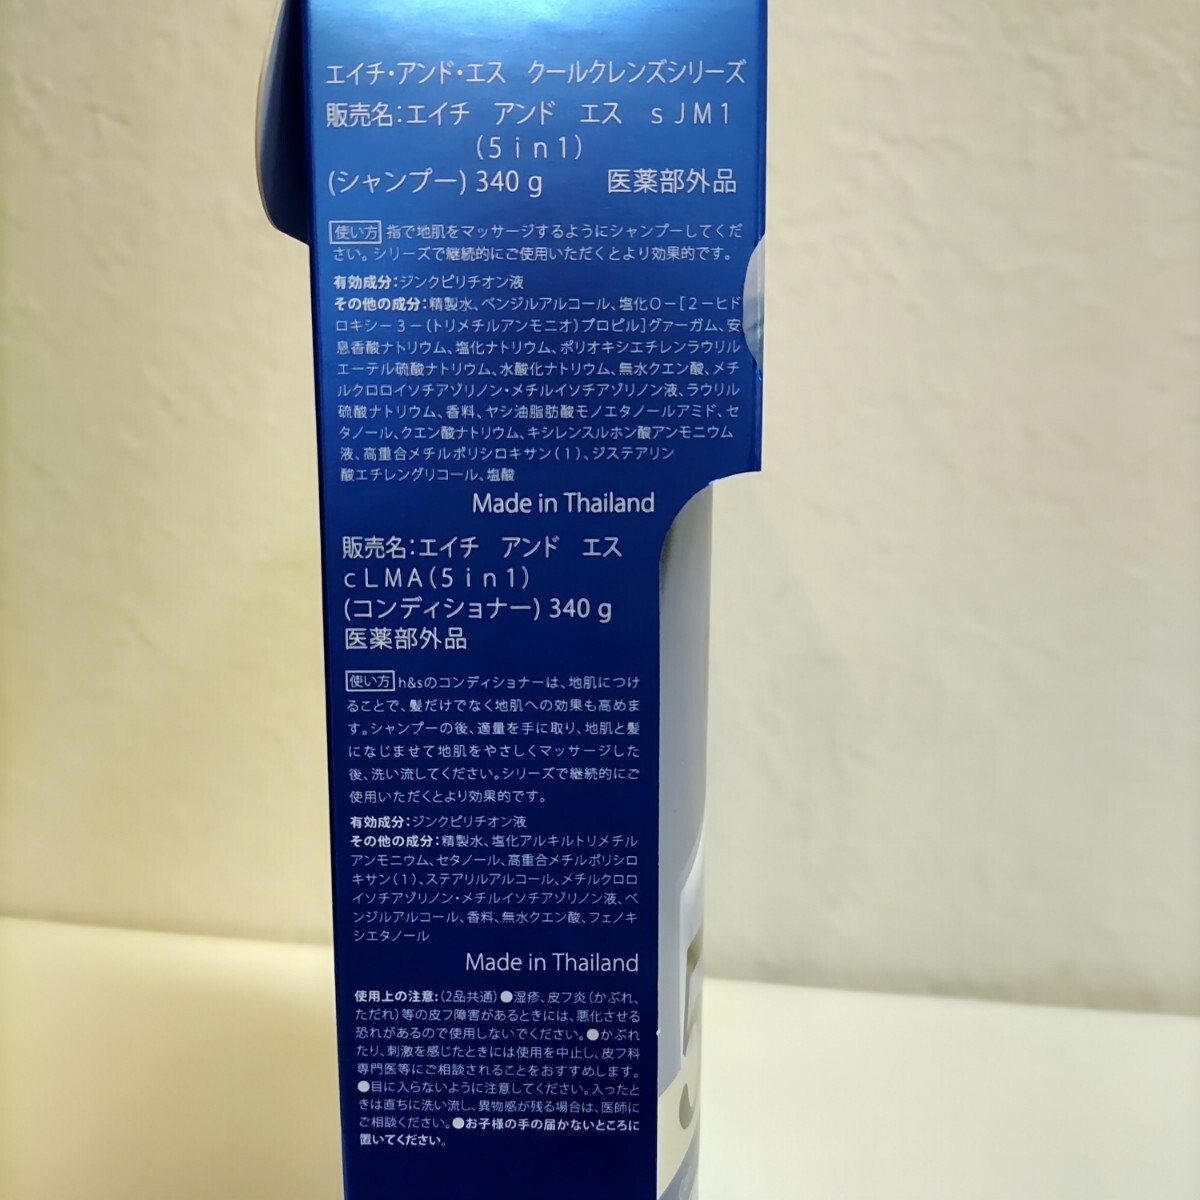 エイチ・アンド・エス クールクレンズシリーズ
販売名：エイチ アンド エス ｓＪＭ１
（５ｉｎ１）
(シャンプー) 340 g 医薬部外品
使い方 指で地肌をマッサージするようにシャンプーしてくだ
さい。シリーズで継続的にご使用いただくとより効果的です。
有効成分：ジンクピリチオン液
その他の成分：精製水、ベンジルアルコール、塩化Ｏ－［２－ヒド
ロキシ－３－（トリメチルアンモニオ）プロピル］グァーガム、安
息香酸ナトリウム、塩化ナトリウム、ポリオキシエチレンラウリル
エーテル硫酸ナトリウム、水酸化ナトリウム、無水クエン酸、メチ
ルクロロイソチアゾリノン・メチルイソチアゾリノン液、ラウリル
硫酸ナトリウム、香料、ヤシ油脂肪酸モノエタノールアミド、セ
タノール、クエン酸ナトリウム、キシレンスルホン酸アンモニウム
液、高重合メチルポリシロキサン（１）、ジステアリン
酸エチレングリコール、塩酸
Made in Thailand
販売名：エイチ アンド エス
ｃＬＭＡ（５ｉｎ１）
(コンディショナー) 340 g
医薬部外品
使い方 h&sのコンディショナーは、地肌につけ
ることで、髪だけでなく地肌への効果も高めま
す。シャンプーの後、適量を手に取り、地肌と髪
になじませて地肌をやさしくマッサージした
後、洗い流してください。シリーズで継続的にご
使用いただくとより効果的です。
有効成分：ジンクピリチオン液
その他の成分：精製水、塩化アルキルトリメチル
アンモニウム、セタノール、高重合メチルポリシロ
キサン（１）、ステアリルアルコール、メチルクロロ
イソチアゾリノン・メチルイソチアゾリノン液、ベ
ンジルアルコール、香料、無水クエン酸、フェノキ
シエタノール
Made in Thailand
使用上の注意：（2品共通）●湿疹、皮フ炎（かぶれ、
ただれ）等の皮フ障害があるときには、悪化させる
恐れがあるので使用しないでください。●かぶれ
たり、刺激を感じたときには使用を中止し、皮フ科
専門医等にご相談されることをおすすめします。
●目に入らないように注意してください。入ったと
きは直ちに洗い流し、異物感が残る場合は、医師に
ご相談ください。●お子様の手の届かないところに
置いてください。